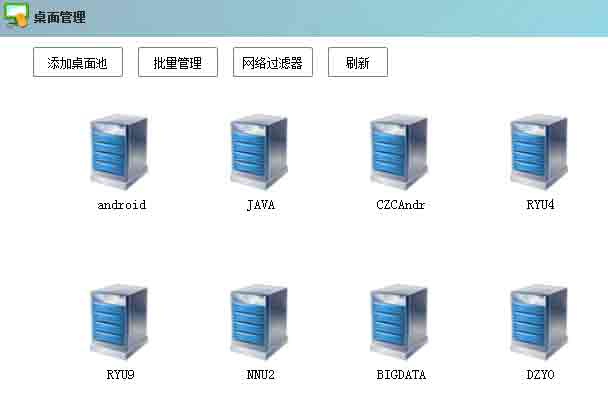 桌面管理
添加桌面池 批量管理 网络过滤器 刷新
android JAVA CZCAndr RYU4
RYU9 NNU2 BIGDATA DZYO